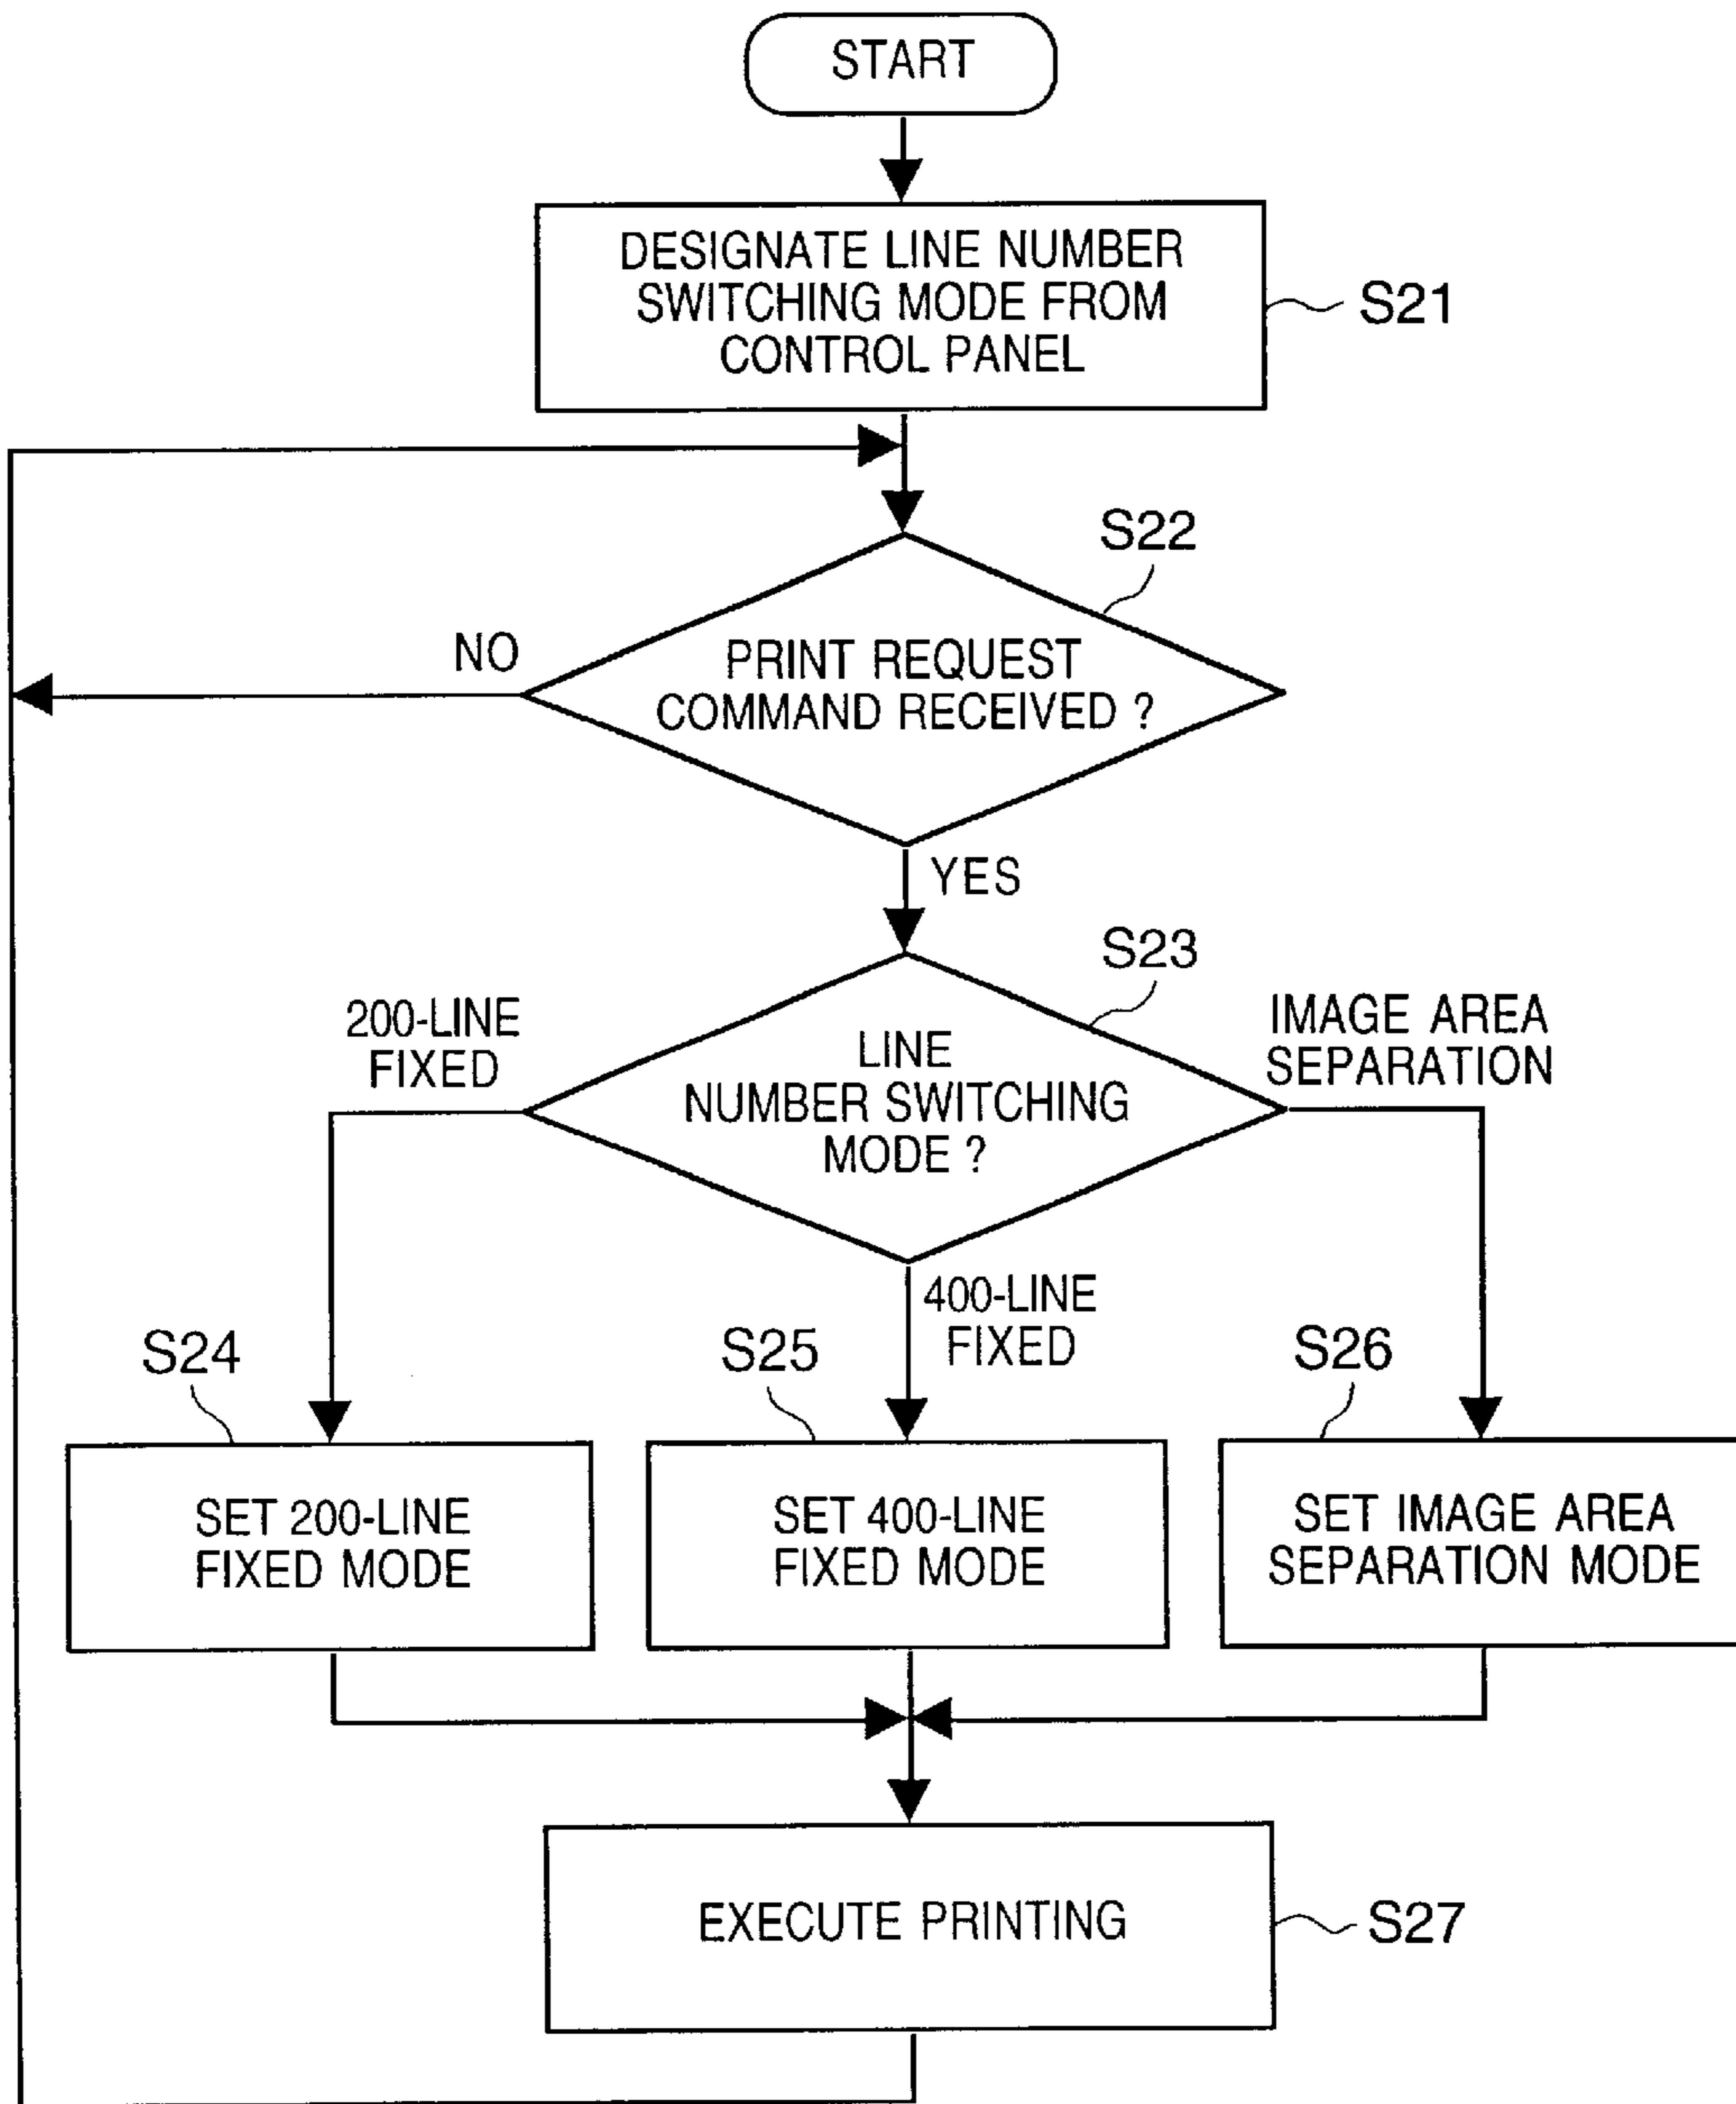 START
DESIGNATE LINE NUMBER
SWITCHING MODE FROM
CONTROL PANEL
S21
S22
NO
PRINT REQUEST
COMMAND RECEIVED ?
YES
S23
200-LINE
FIXED
LINE
NUMBER SWITCHING
MODE ?
IMAGE AREA
SEPARATION
400-LINE
FIXED
S24
S25
S26
SET 200-LINE
FIXED MODE
SET 400-LINE
FIXED MODE
SET IMAGE AREA
SEPARATION MODE
EXECUTE PRINTING
S27